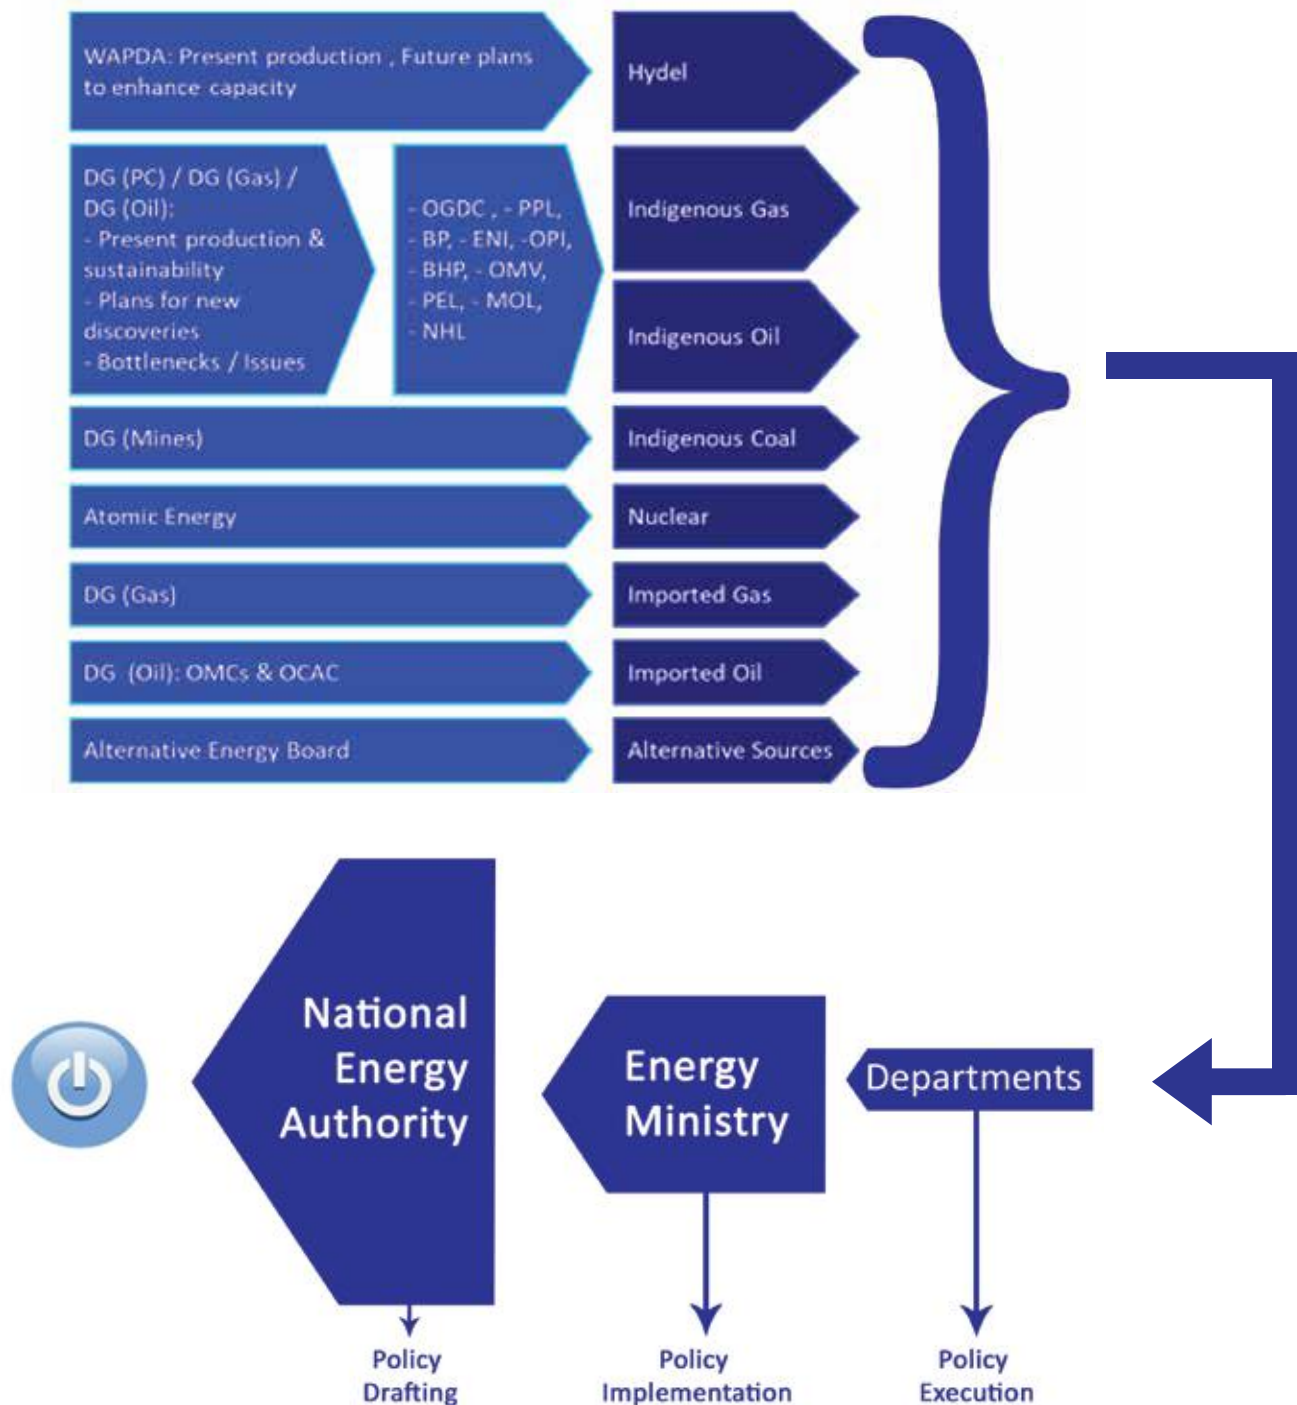 WAPDA: Present production , Future plans
to enhance capacity
Hydel
DG (PC) / DG (Gas) /
DG (Oil):
- Present production &
sustainability
- Plans for new
discoveries
- Bottlenecks / Issues
- OGDC , - PPL,
- BP, - ENI, -OPI,
- BHP, - OMV,
- PEL, - MOL,
- NHL
Indigenous Gas
Indigenous Oil
DG (Mines)
Indigenous Coal
Atomic Energy
Nuclear
DG (Gas)
Imported Gas
DG (Oil): OMCs & OCAC
Imported Oil
Alternative Energy Board
Alternative Sources
National
Energy
Authority
Energy
Ministry
Departments
Policy
Drafting
Policy
Implementation
Policy
Execution